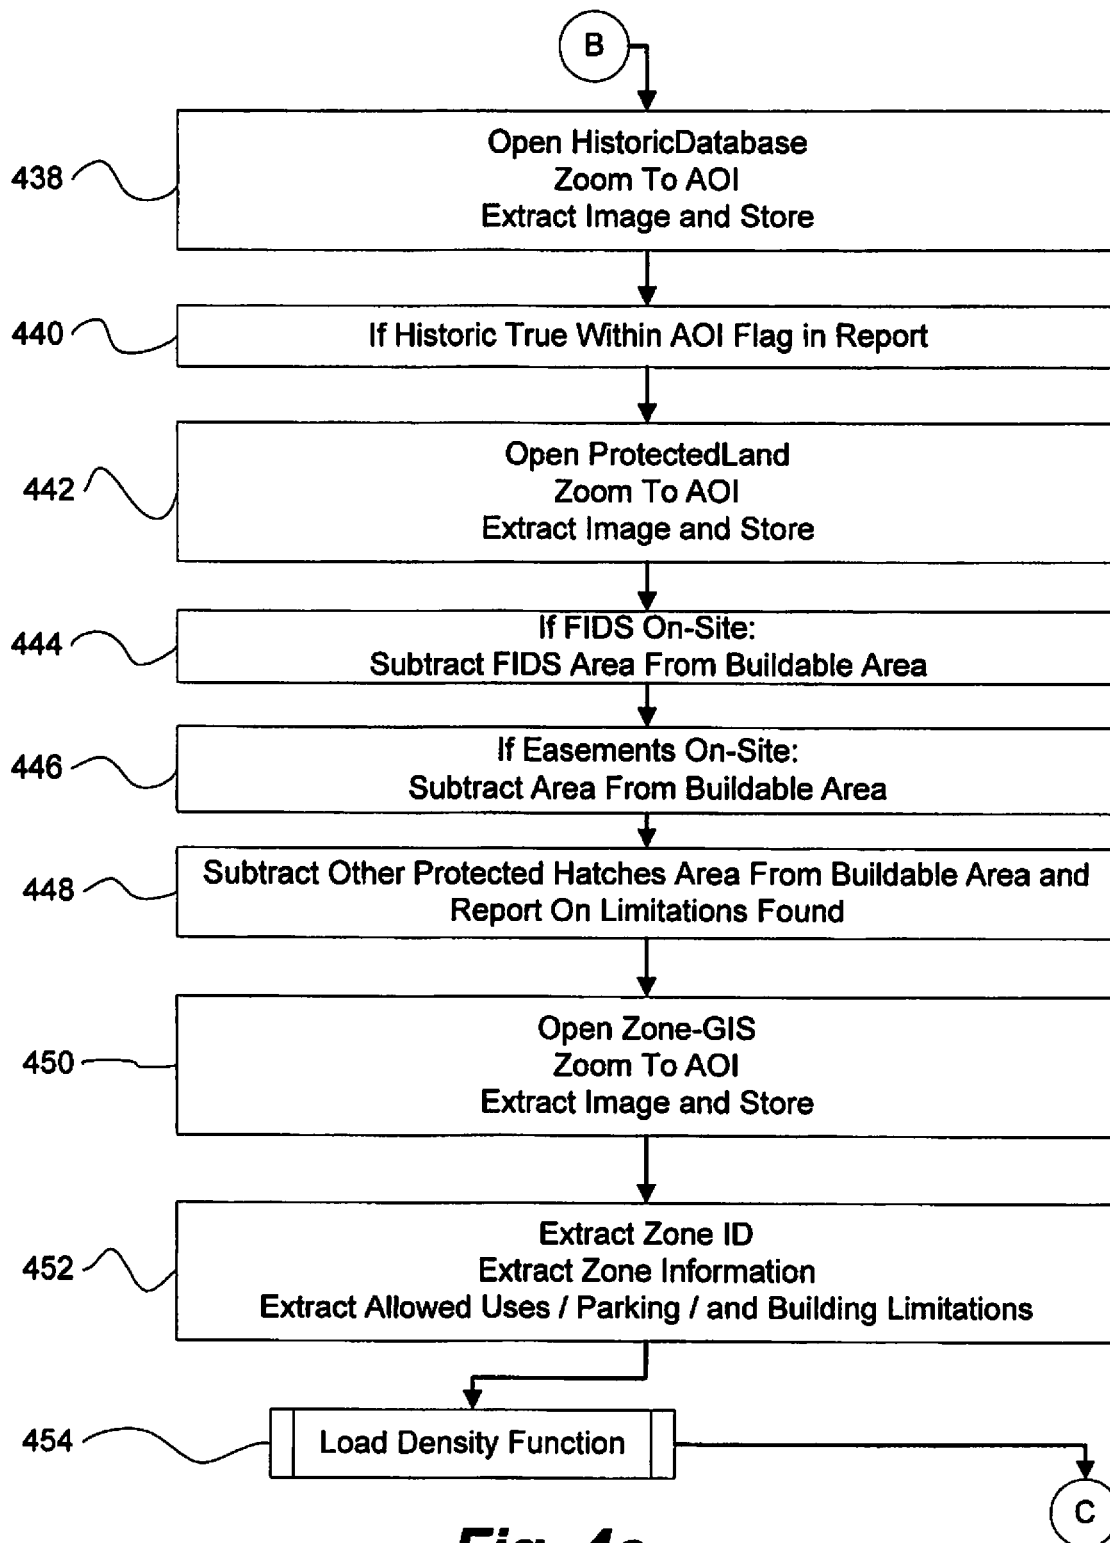 B
438
Open HistoricDatabase
Zoom To AOI
Extract Image and Store
440
If Historic True Within AOI Flag in Report
442
Open ProtectedLand
Zoom To AOI
Extract Image and Store
444
If FIDS On-Site:
Subtract FIDS Area From Buildable Area
446
If Easements On-Site:
Subtract Area From Buildable Area
448
Subtract Other Protected Hatches Area From Buildable Area and
Report On Limitations Found
450
Open Zone-GIS
Zoom To AOI
Extract Image and Store
452
Extract Zone ID
Extract Zone Information
Extract Allowed Uses / Parking / and Building Limitations
454
Load Density Function
C